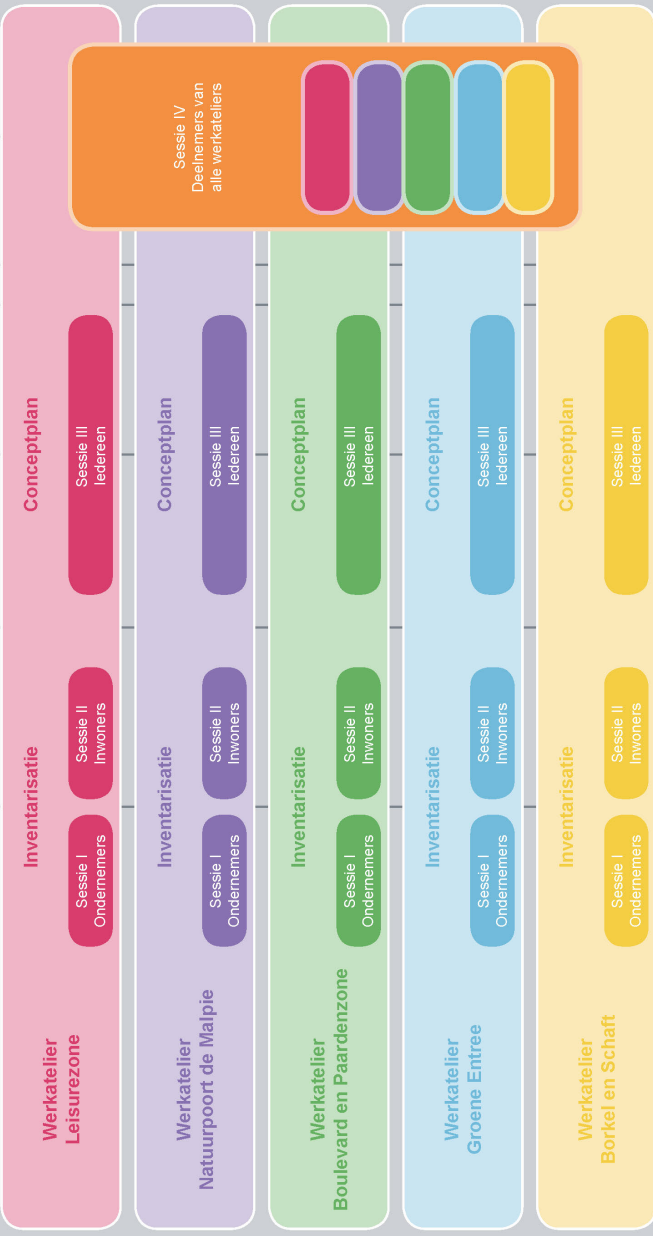 Werkatelier
Leisurezone
Inventarisatie
Sessie I
Ondernemers
Sessie II
Inwoners
Conceptplan
Sessie III
Iedereen
Werkatelier
Natuurpoort de Malpie
Inventarisatie
Sessie I
Ondernemers
Sessie II
Inwoners
Conceptplan
Sessie III
Iedereen
Werkatelier
Boulevard en Paardenzone
Inventarisatie
Sessie I
Ondernemers
Sessie II
Inwoners
Conceptplan
Sessie III
Iedereen
Werkatelier
Groene Entree
Inventarisatie
Sessie I
Ondernemers
Sessie II
Inwoners
Conceptplan
Sessie III
Iedereen
Werkatelier
Borkel en Schaft
Inventarisatie
Sessie I
Ondernemers
Sessie II
Inwoners
Conceptplan
Sessie III
Iedereen
Sessie IV
Deelnemers van
alle werkateliers